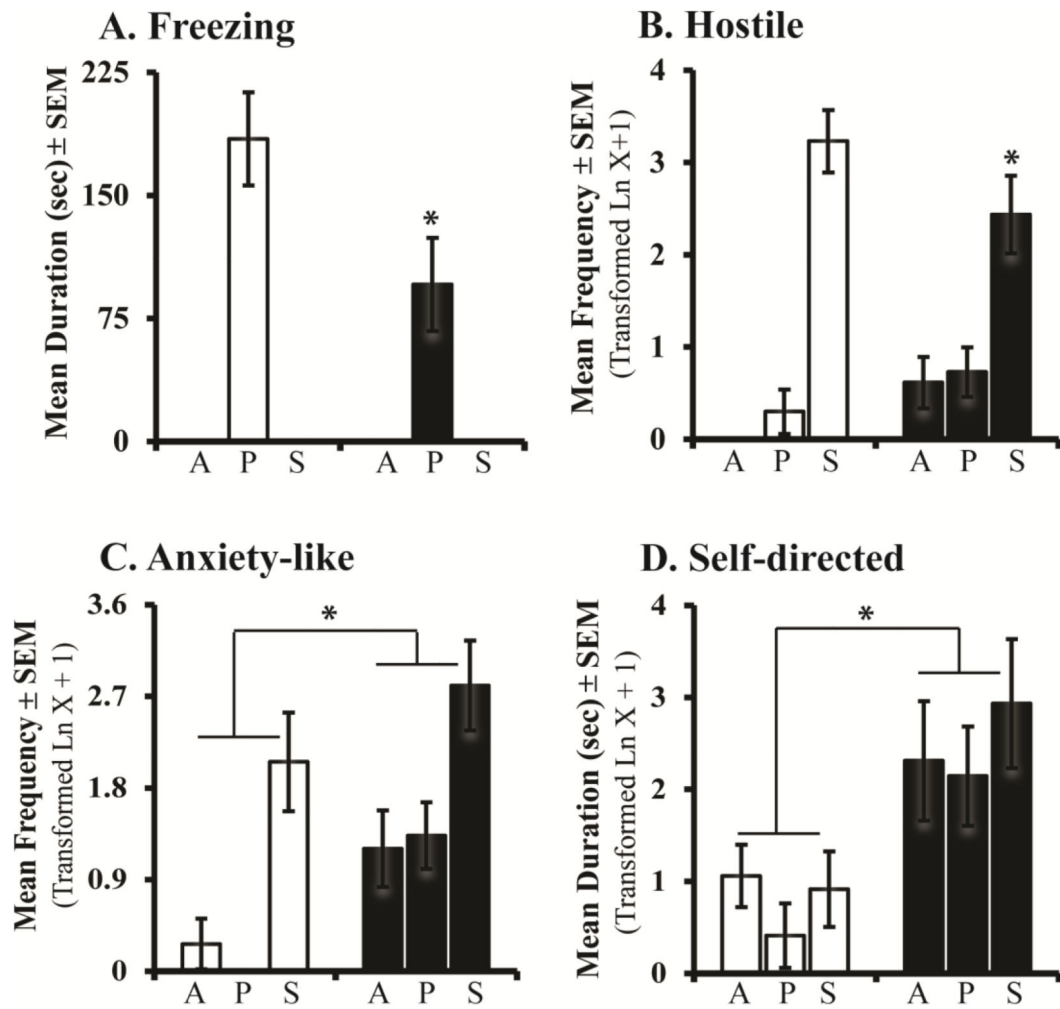 A. Freezing
Mean Duration (sec) ± SEM
225
150
75
0
*
A P S A P S
B. Hostile
Mean Frequency ± SEM
(Transformed Ln X+1)
4
3
2
1
0
*
A P S A P S
C. Anxiety-like
Mean Frequency ± SEM
(Transformed Ln X + 1)
3.6
2.7
1.8
0.9
0
*
A P S A P S
D. Self-directed
Mean Duration (sec) ± SEM
(Transformed Ln X + 1)
4
3
2
1
0
*
A P S A P S